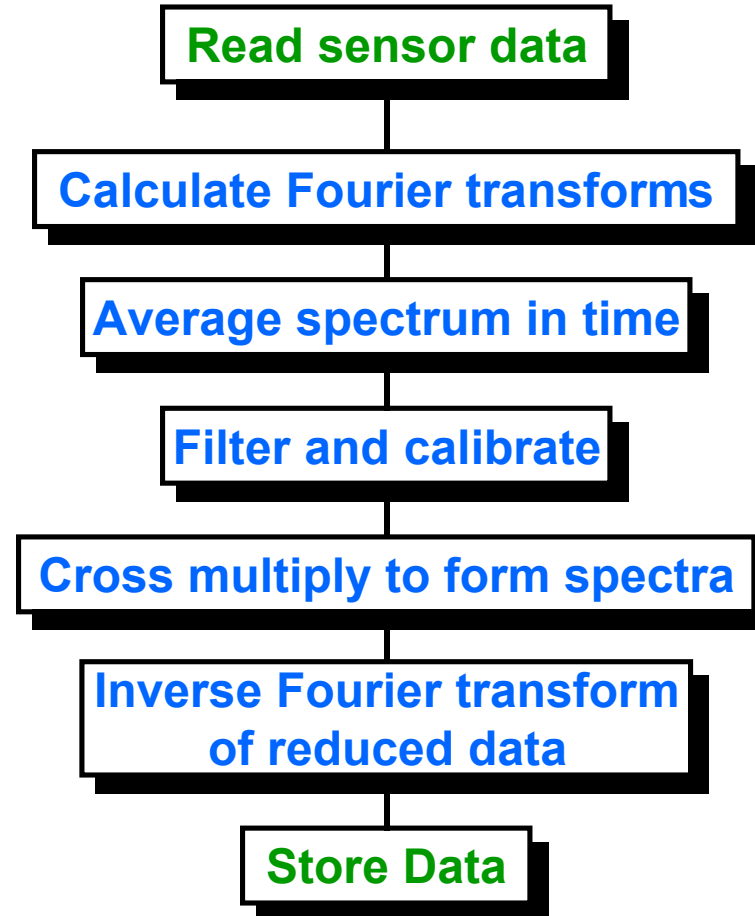 Read sensor data
Calculate Fourier transforms
Average spectrum in time
Filter and calibrate
Cross multiply to form spectra
Inverse Fourier transform
of reduced data
Store Data